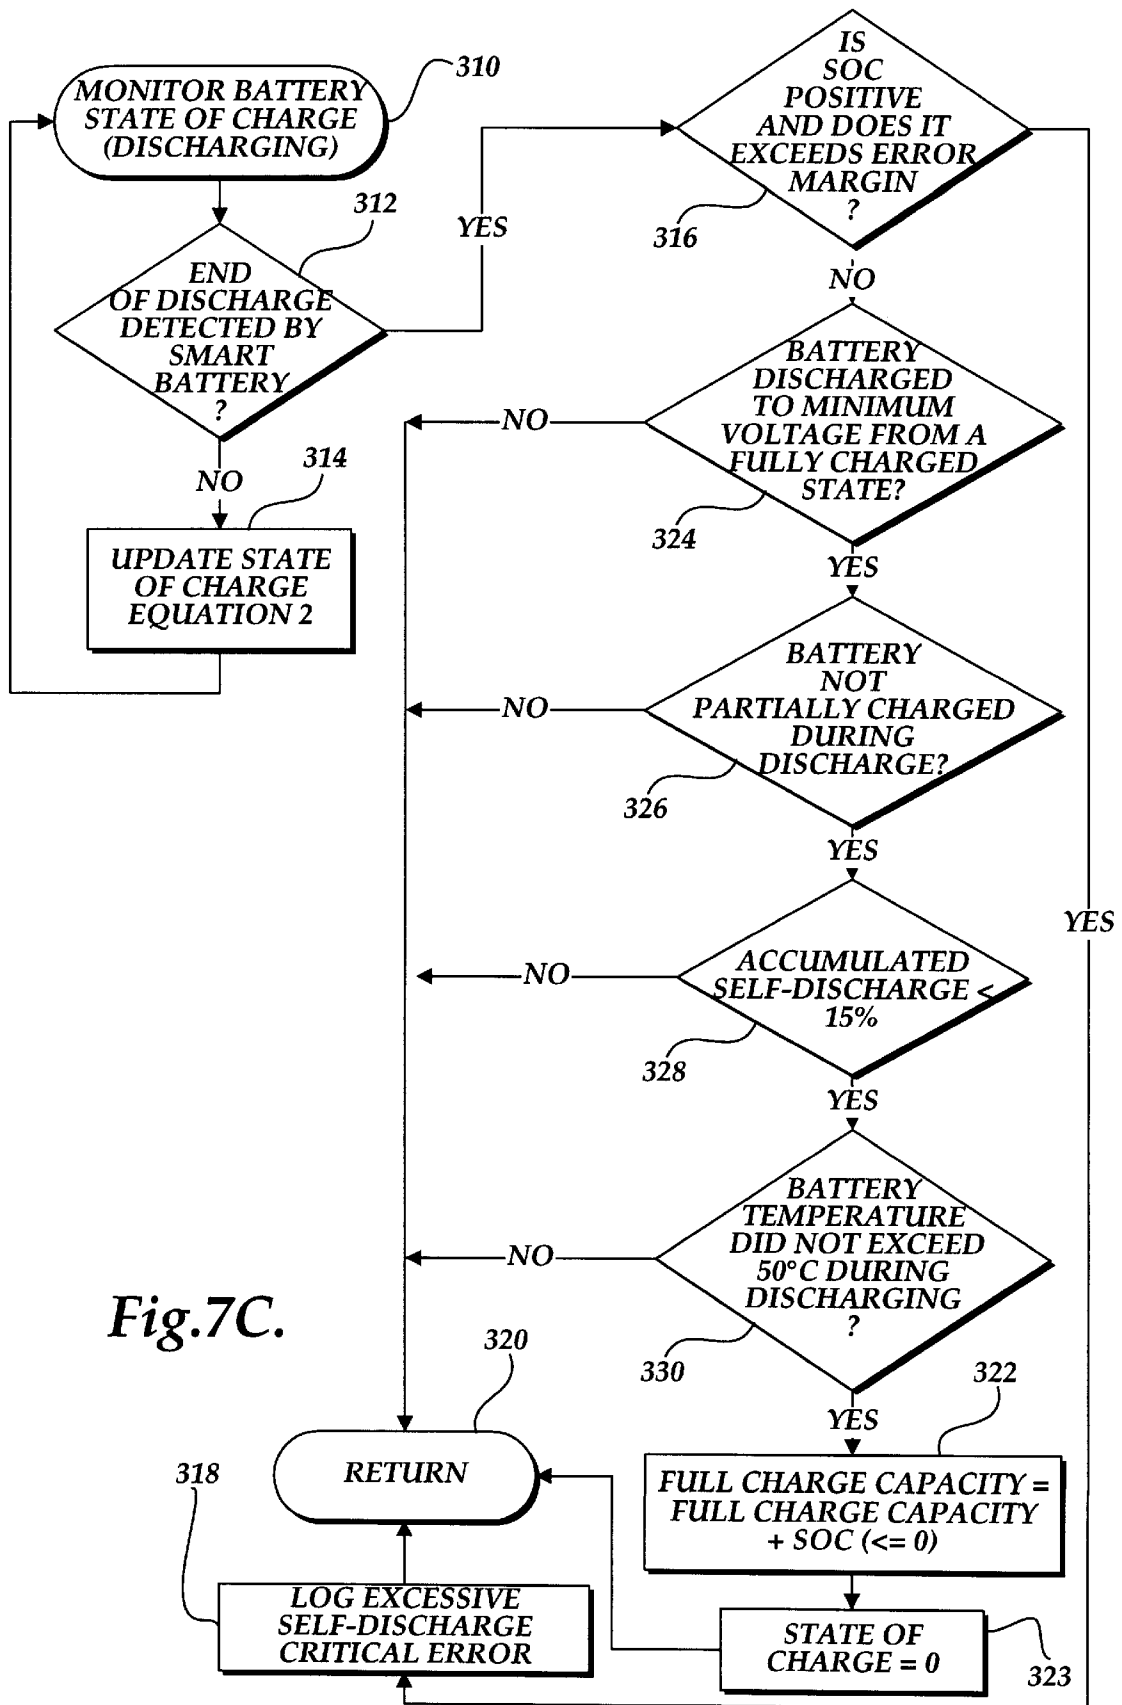 MONITOR BATTERY
STATE OF CHARGE
(DISCHARGING)
310
312
END
OF DISCHARGE
DETECTED BY
SMART
BATTERY
?
YES
NO
314
UPDATE STATE
OF CHARGE
EQUATION 2
IS
SOC
POSITIVE
AND DOES IT
EXCEEDS ERROR
MARGIN
?
316
NO
YES
BATTERY
DISCHARGED
TO MINIMUM
VOLTAGE FROM A
FULLY CHARGED
STATE?
324
NO
YES
BATTERY
NOT
PARTIALLY CHARGED
DURING
DISCHARGE?
326
NO
YES
ACCUMULATED
SELF-DISCHARGE <
15%
328
NO
YES
BATTERY
TEMPERATURE
DID NOT EXCEED
50°C DURING
DISCHARGING
?
330
NO
YES
322
FULL CHARGE CAPACITY =
FULL CHARGE CAPACITY
+ SOC (<= 0)
STATE OF
CHARGE = 0
323
320
RETURN
318
LOG EXCESSIVE
SELF-DISCHARGE
CRITICAL ERROR
Fig.7C.